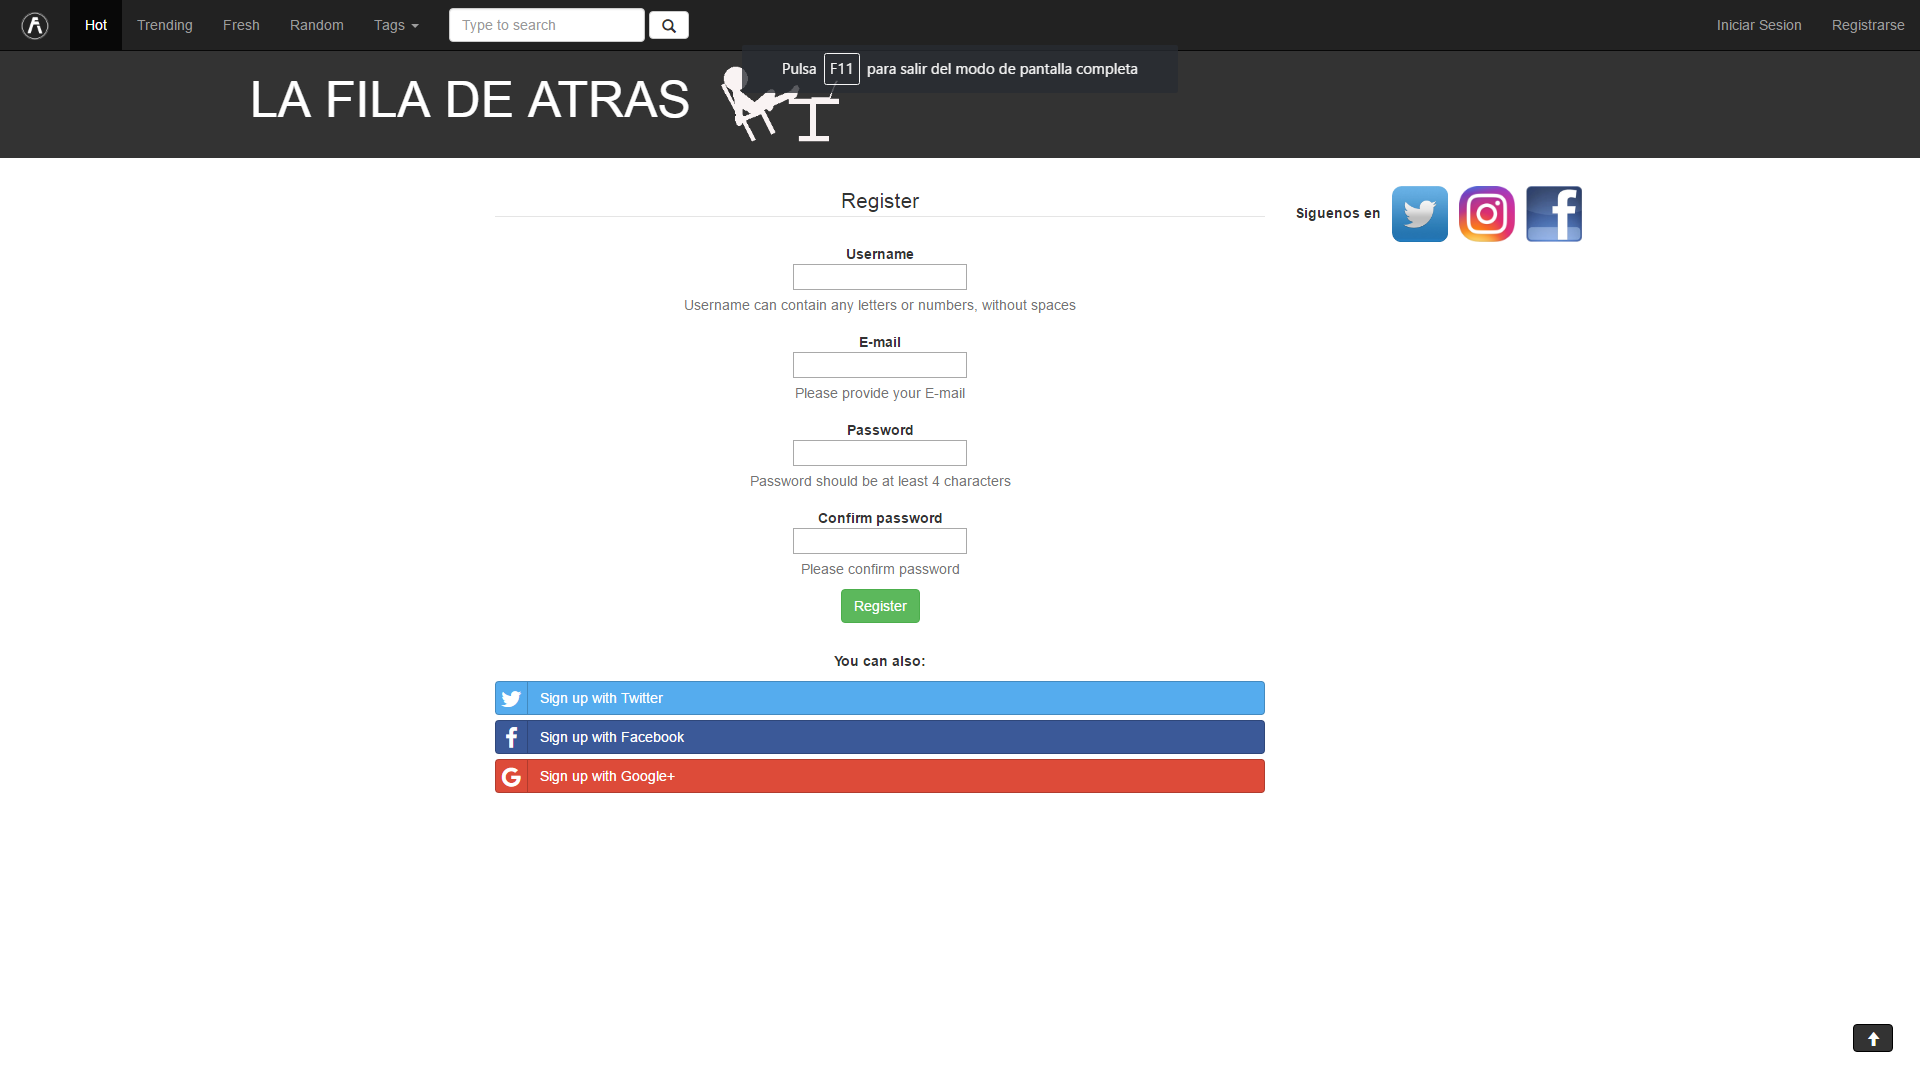 Hot Trending Fresh Random Tags Type to search Iniciar Sesion Registrarse
Pulsa F11 para salir del modo de pantalla completa
LA FILA DE ATRAS
Register
Siguenos en
Username
Username can contain any letters or numbers, without spaces
E-mail
Please provide your E-mail
Password
Password should be at least 4 characters
Confirm password
Please confirm password
Register
You can also:
Sign up with Twitter
Sign up with Facebook
Sign up with Google+